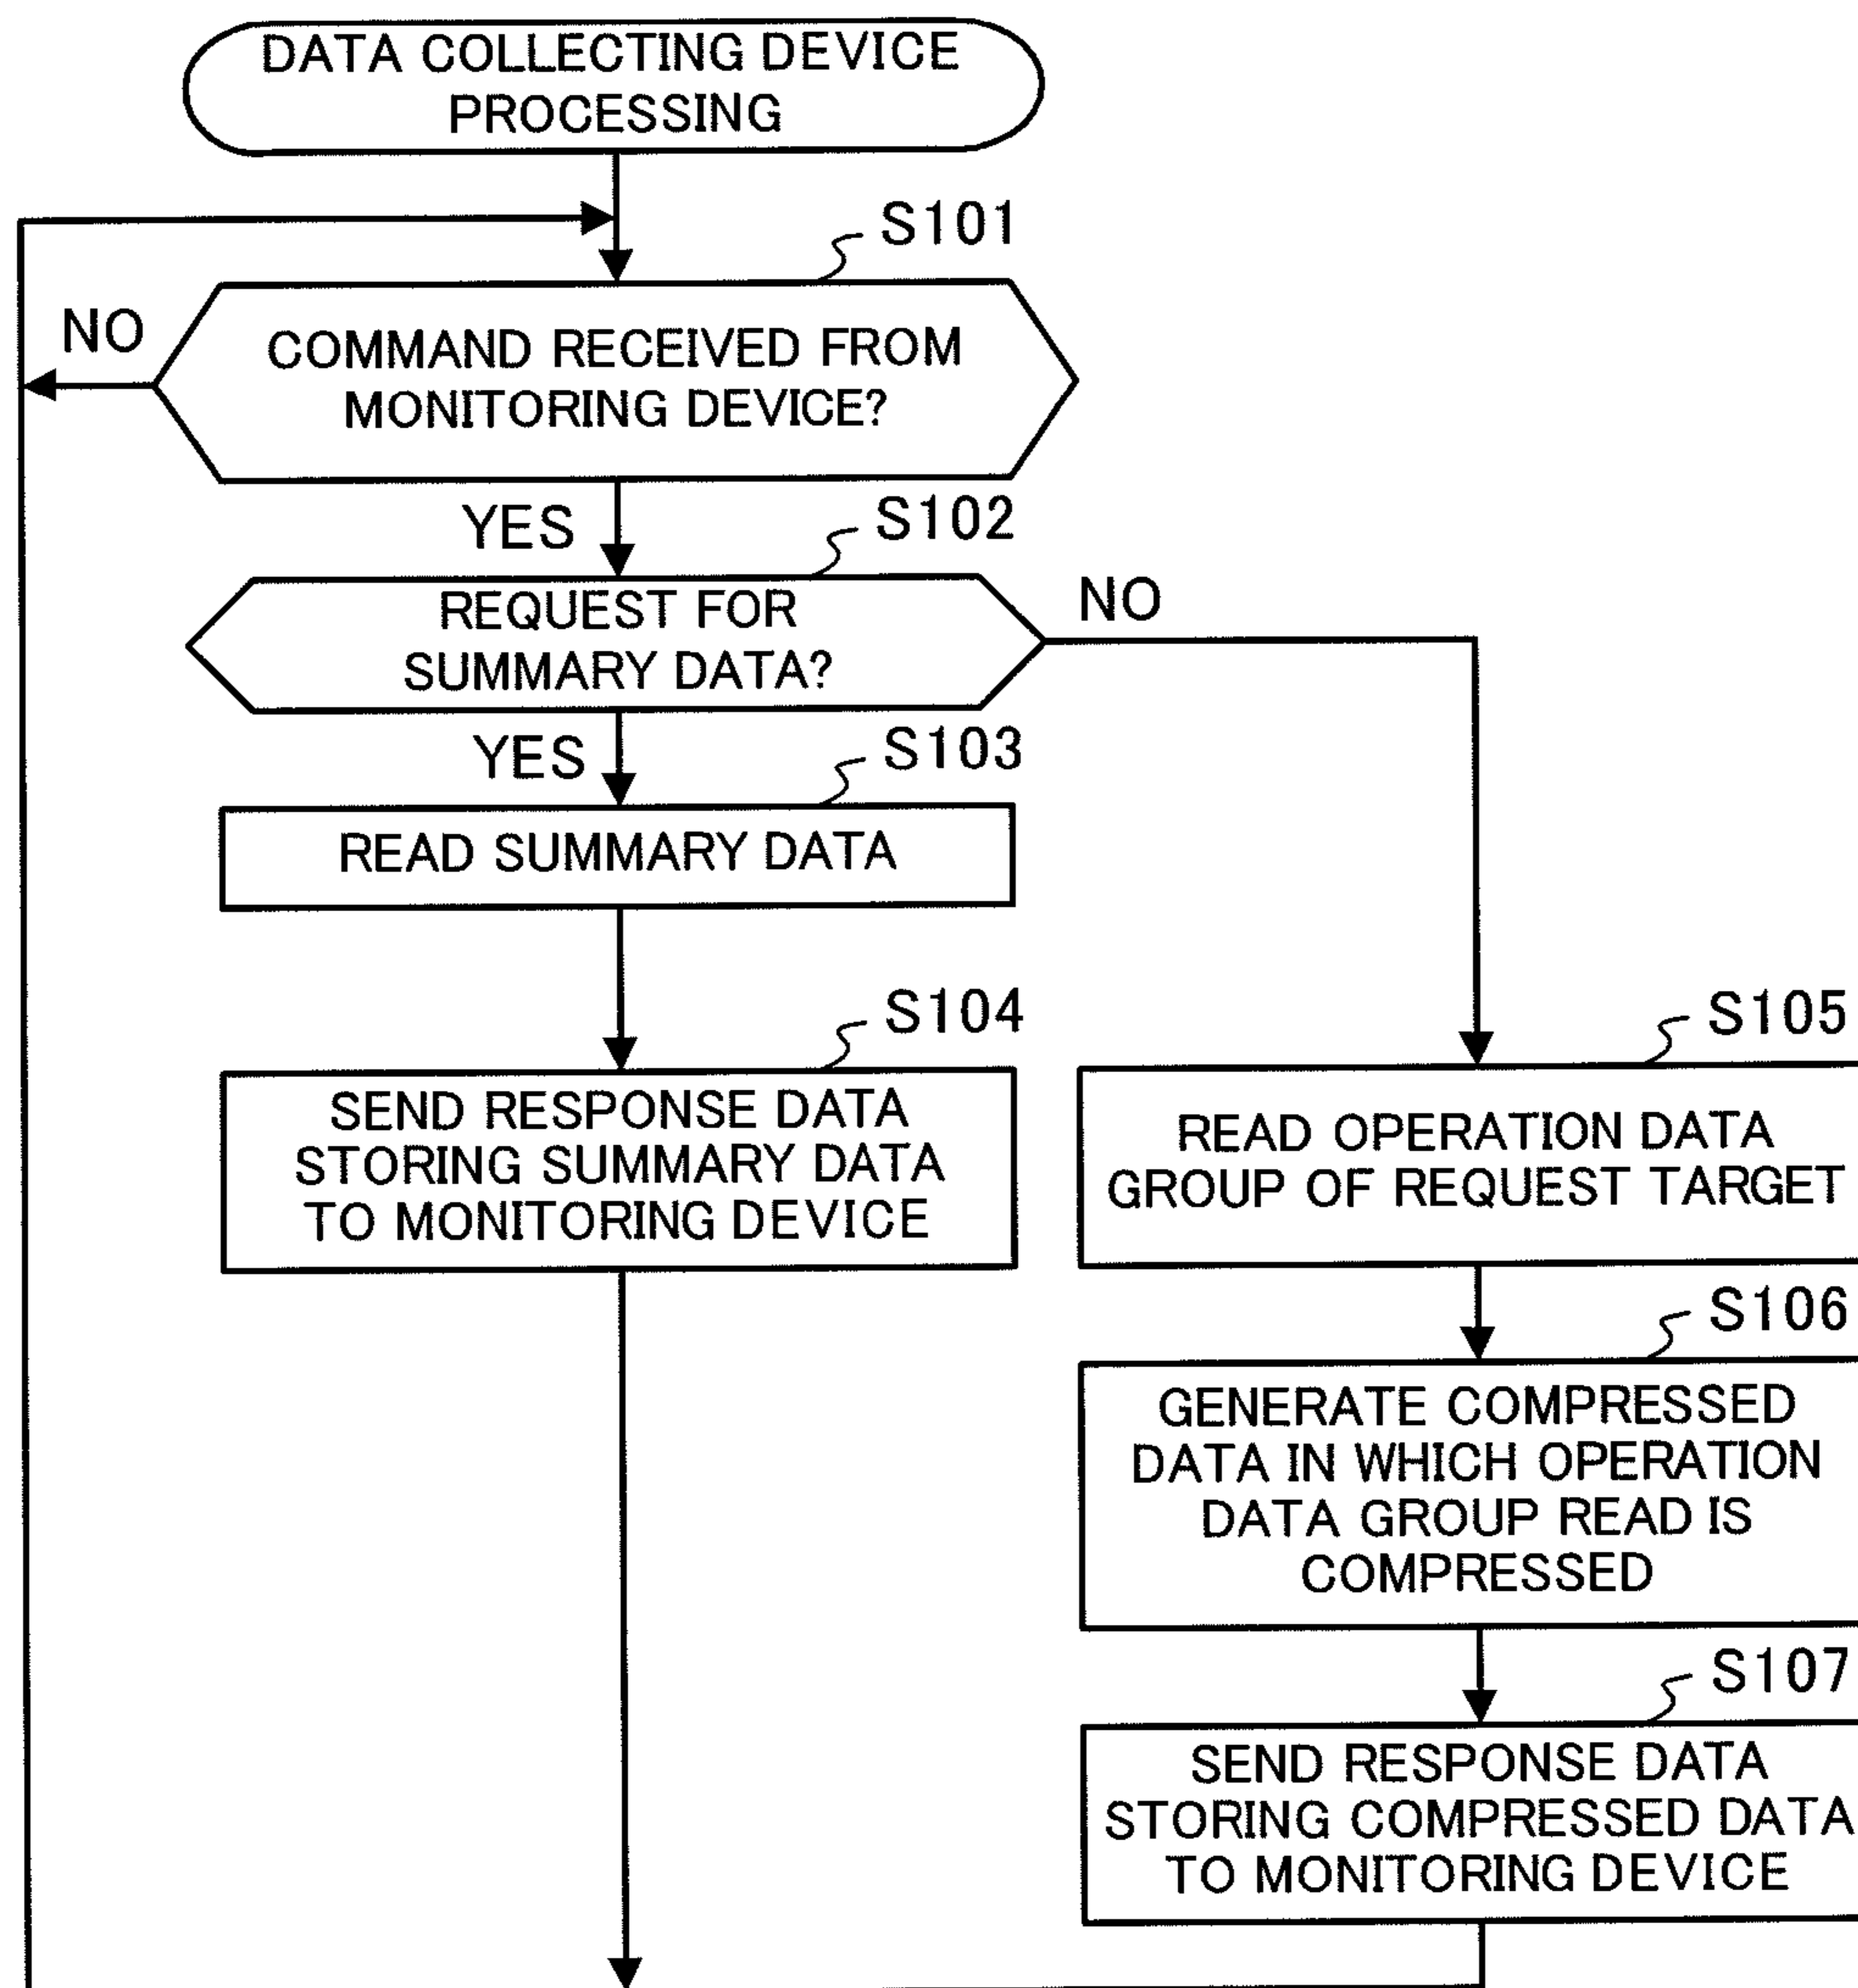 DATA COLLECTING DEVICE
PROCESSING
S101
NO
COMMAND RECEIVED FROM
MONITORING DEVICE?
YES
S102
REQUEST FOR
SUMMARY DATA?
NO
YES
S103
READ SUMMARY DATA
S104
SEND RESPONSE DATA
STORING SUMMARY DATA
TO MONITORING DEVICE
S105
READ OPERATION DATA
GROUP OF REQUEST TARGET
S106
GENERATE COMPRESSED
DATA IN WHICH OPERATION
DATA GROUP READ IS
COMPRESSED
S107
SEND RESPONSE DATA
STORING COMPRESSED DATA
TO MONITORING DEVICE